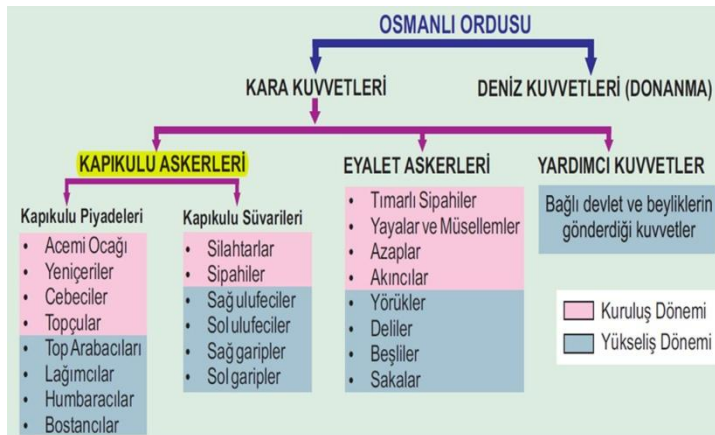 OSMANLI ORDUSU
KARA KUVVETLERİ
DENİZ KUVVETLERİ (DONANMA)
KAPIKULU ASKERLERİ
EYALET ASKERLERİ
YARDIMCI KUVVETLER
Kapıkulu Piyadeleri
• Acemi Ocağı
• Yeniçeriler
• Cebeciler
• Topçular
• Top Arabacıları
• Lağımcılar
• Humbaracılar
• Bostancılar
Kapıkulu Süvarileri
• Silahtarlar
• Sipahiler
• Sağ ulufeciler
• Sol ulufeciler
• Sağ garipler
• Sol garipler
• Tımarlı Sipahiler
• Yayalar ve Müsellemler
• Azaplar
• Akıncılar
• Yörükler
• Deliler
• Beşliler
• Sakalar
Bağlı devlet ve beyliklerin
gönderdiği kuvvetler
Kuruluş Dönemi
Yükseliş Dönemi